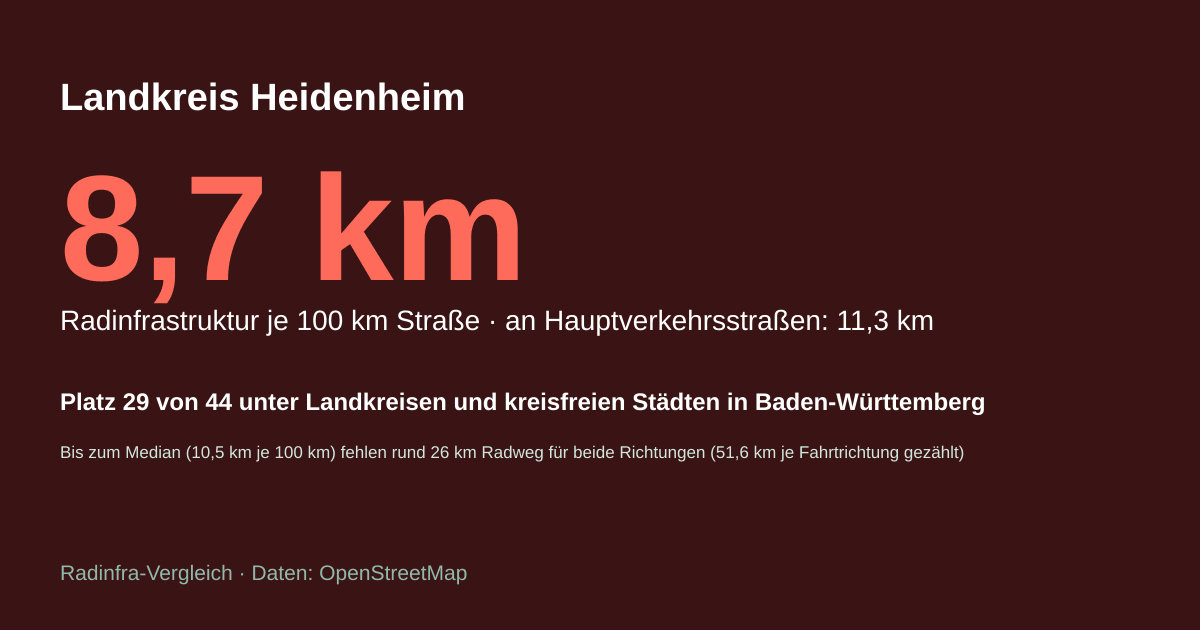 Landkreis Heidenheim
8,7 km
Radinfrastruktur je 100 km Straße · an Hauptverkehrsstraßen: 11,3 km
Platz 29 von 44 unter Landkreisen und kreisfreien Städten in Baden-Württemberg
Bis zum Median (10,5 km je 100 km) fehlen rund 26 km Radweg für beide Richtungen (51,6 km je Fahrtrichtung gezählt)
Radinfra-Vergleich · Daten: OpenStreetMap